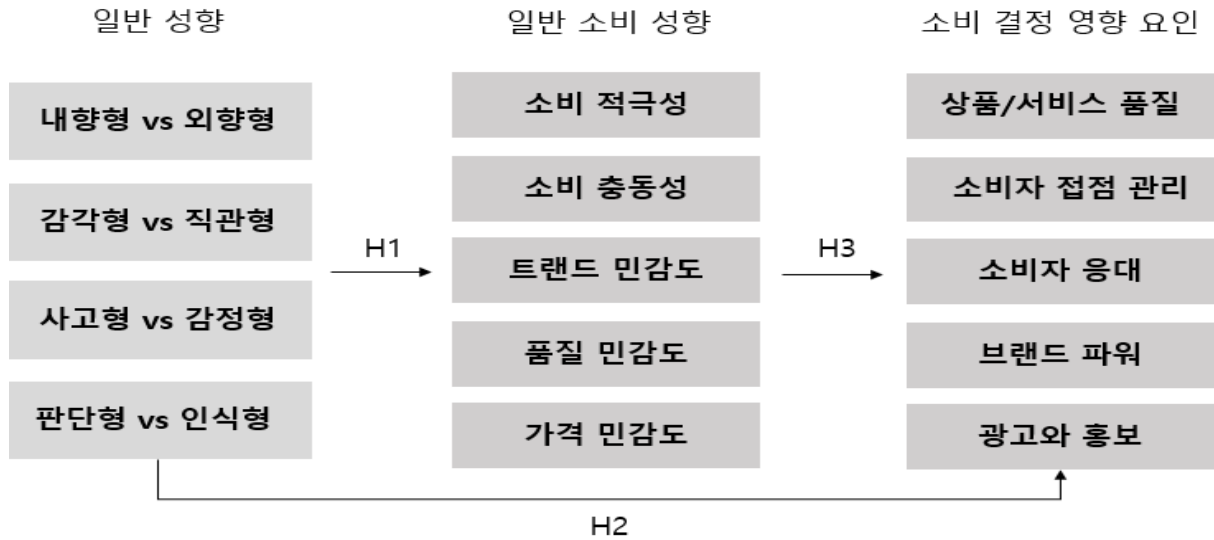 일반 성향
일반 소비 성향
소비 결정 영향 요인
내향형 vs 외향형
감각형 vs 직관형
사고형 vs 감정형
판단형 vs 인식형
H1
소비 적극성
소비 충동성
트랜드 민감도
품질 민감도
가격 민감도
H3
상품/서비스 품질
소비자 접점 관리
소비자 응대
브랜드 파워
광고와 홍보
H2